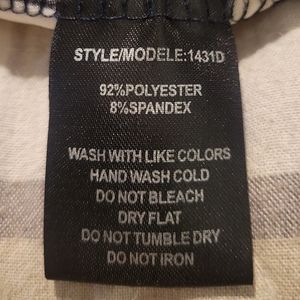 STYLE/MODELE:1431D
92%POLYESTER
8%SPANDEX
WASH WITH LIKE COLORS
HAND WASH COLD
DO NOT BLEACH
DRY FLAT
DO NOT TUMBLE DRY
DO NOT IRON